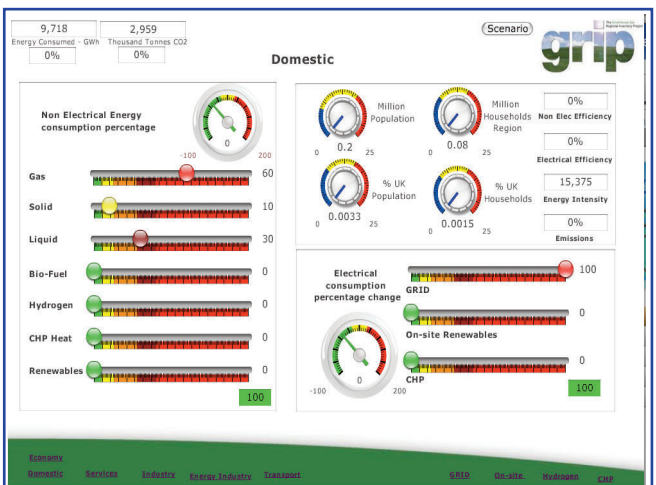 9,718
2,959
Energy Consumed - GWh
Thousand Tonnes CO2
0%
0%
Domestic
Scenario
grip
Non Electrical Energy
consumption percentage
0
-100
200
Gas
60
Solid
10
Liquid
30
Bio-Fuel
0
Hydrogen
0
CHP Heat
0
Renewables
0
100
Million
Population
0.2
0
25
Million
Households
Region
0.08
0
25
% UK
Population
0.0033
0
25
% UK
Households
0.0015
0
25
0%
Non Elec Efficiency
0%
Electrical Efficiency
15,375
Energy Intensity
0%
Emissions
Electrical
consumption
percentage change
0
-100
200
100
GRID
0
On-site Renewables
0
CHP
100
Economy
Domestic
Services
Industry
Energy Industry
Transport
GRID
On-site
Hydrogen
CHP